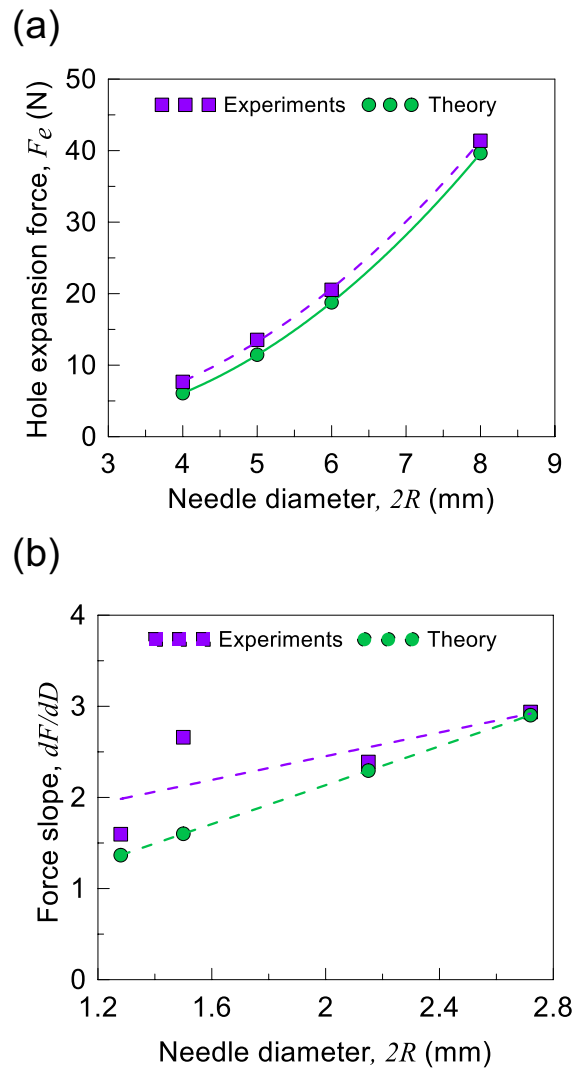 (a)
50
Experiments Theory
40
30
20
10
0
Hole expansion force, Fe (N)
3 4 5 6 7 8 9
Needle diameter, 2R (mm)
(b)
4
Experiments Theory
3
2
1
0
Force slope, dF/dD
1.2 1.6 2 2.4 2.8
Needle diameter, 2R (mm)